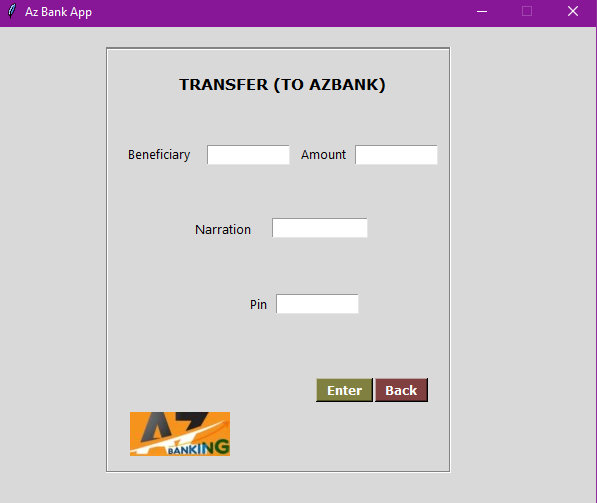 Az Bank App
TRANSFER (TO AZBANK)
Beneficiary Amount
Narration
Pin
Enter Back
AZ
BANKING